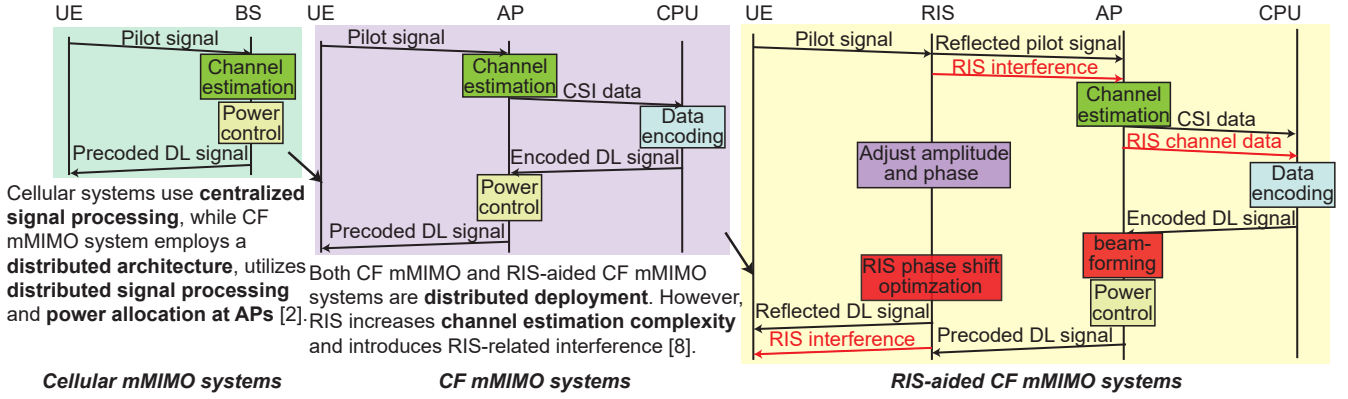 UE BS
Pilot signal
Channel
estimation
Power
control
Precoded DL signal
Cellular systems use centralized
signal processing, while CF
mMIMO system employs a
distributed architecture, utilizes
distributed signal processing
and power allocation at APs [2].
Cellular mMIMO systems
UE AP CPU
Pilot signal
Channel
estimation
CSI data
Data
encoding
Encoded DL signal
Power
control
Precoded DL signal
Both CF mMIMO and RIS-aided CF mMIMO
systems are distributed deployment. However,
RIS increases channel estimation complexity
and introduces RIS-related interference [8].
CF mMIMO systems
UE RIS AP CPU
Pilot signal
Reflected pilot signal
RIS interference
Channel
estimation
CSI data
RIS channel data
Adjust amplitude
and phase
Data
encoding
Encoded DL signal
beam-
forming
RIS phase shift
optimzation
Power
control
Reflected DL signal
RIS interference
Precoded DL signal
RIS-aided CF mMIMO systems